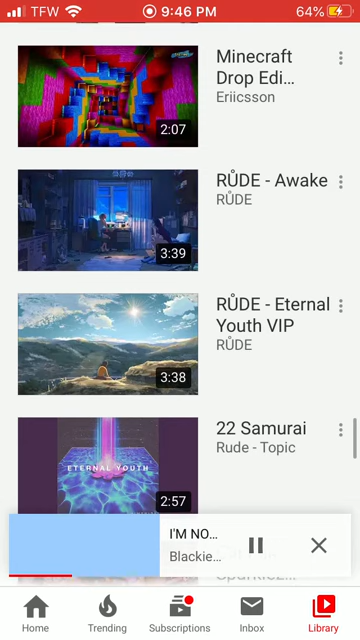 TFW 9:46 PM 64%
Minecraft
Drop Edi...
Eriicsson
2:07
RŮDE - Awake
RŮDE
3:39
RŮDE - Eternal
Youth VIP
RŮDE
3:38
22 Samurai
Rude - Topic
ETERNAL YOUTH
2:57
I'M NO...
Blackie...
Home
Trending
Subscriptions
Inbox
Library